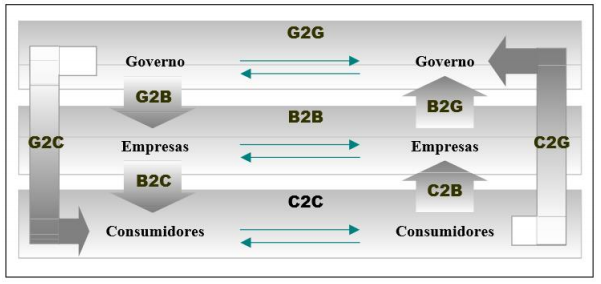 G2G
Governo Governo
G2B B2G
B2B
G2C C2G
Empresas Empresas
B2C C2B
C2C
Consumidores Consumidores